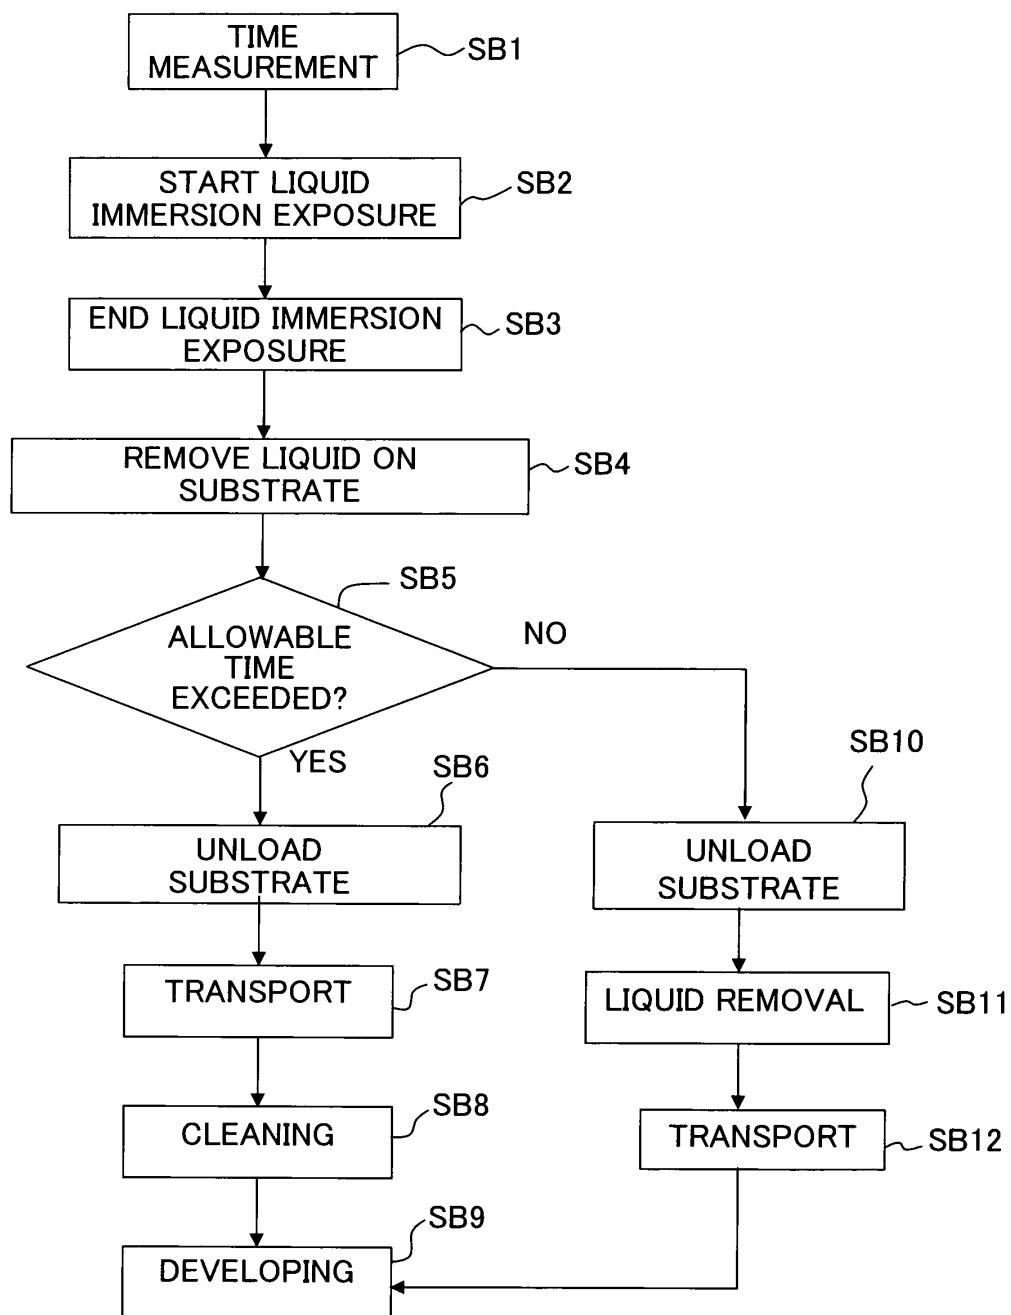 TIME
MEASUREMENT
SB1
START LIQUID
IMMERSION EXPOSURE
SB2
END LIQUID IMMERSION
EXPOSURE
SB3
REMOVE LIQUID ON
SUBSTRATE
SB4
SB5
ALLOWABLE
TIME
EXCEEDED?
NO
YES
SB6
UNLOAD
SUBSTRATE
SB10
UNLOAD
SUBSTRATE
SB7
TRANSPORT
LIQUID REMOVAL
SB11
SB8
CLEANING
TRANSPORT
SB12
SB9
DEVELOPING